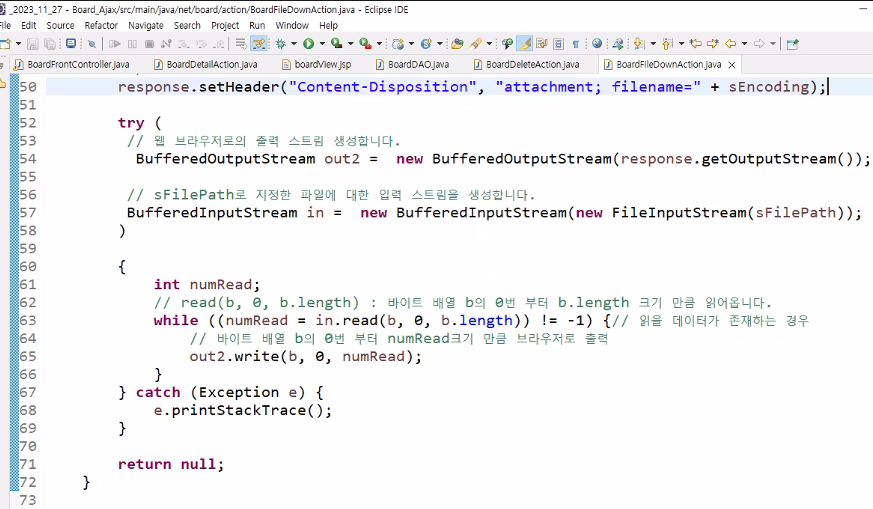 _2023_11_27 - Board_Ajax/src/main/java/net/board/action/BoardFileDownAction.java - Eclipse IDE
File Edit Source Refactor Navigate Search Project Run Window Help
BoardFrontController.java BoardDetailAction.java boardView.jsp BoardDAO.java BoardDeleteAction.java BoardFileDownAction.java
50 response.setHeader("Content-Disposition", "attachment; filename=" + sEncoding);
51
52 try (
53 // 웹 브라우저로의 출력 스트림 생성합니다.
54 BufferedOutputStream out2 = new BufferedOutputStream(response.getOutputStream());
55
56 // sFilePath로 지정한 파일에 대한 입력 스트림을 생성합니다.
57 BufferedInputStream in = new BufferedInputStream(new FileInputStream(sFilePath));
58 )
59
60 {
61 int numRead;
62 // read(b, 0, b.length) : 바이트 배열 b의 0번 부터 b.length 크기 만큼 읽어옵니다.
63 while ((numRead = in.read(b, 0, b.length)) != -1) {// 읽을 데이터가 존재하는 경우
64 // 바이트 배열 b의 0번 부터 numRead크기 만큼 브라우저로 출력
65 out2.write(b, 0, numRead);
66 }
67 } catch (Exception e) {
68 e.printStackTrace();
69 }
70
71 return null;
72 }
73